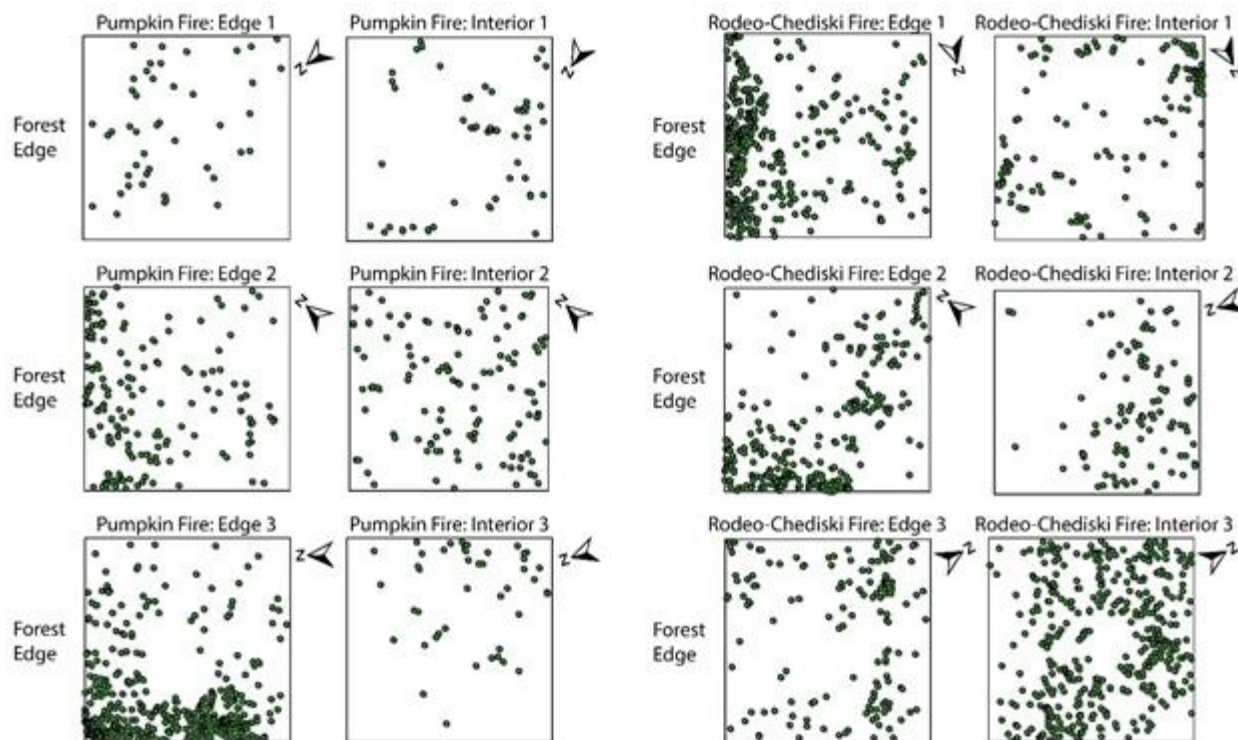 Pumpkin Fire: Edge 1
Pumpkin Fire: Interior 1
Rodeo-Chediski Fire: Edge 1
Rodeo-Chediski Fire: Interior 1
Forest
Edge
Z
Z
Forest
Edge
Z
Z
Pumpkin Fire: Edge 2
Pumpkin Fire: Interior 2
Rodeo-Chediski Fire: Edge 2
Rodeo-Chediski Fire: Interior 2
Forest
Edge
Z
Z
Forest
Edge
Z
Z
Pumpkin Fire: Edge 3
Pumpkin Fire: Interior 3
Rodeo-Chediski Fire: Edge 3
Rodeo-Chediski Fire: Interior 3
Forest
Edge
Z
Z
Forest
Edge
Z
Z